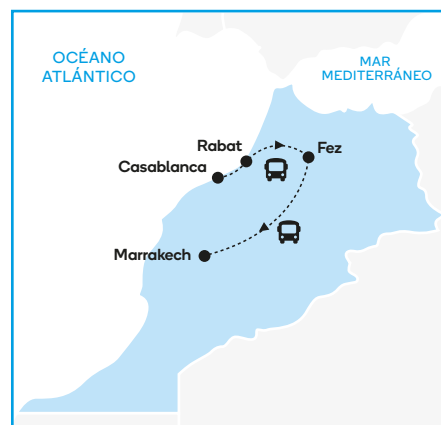 OCÉANO
ATLÁNTICO
MAR
MEDITERRÁNEO
Rabat
Fez
Casablanca
Marrakech